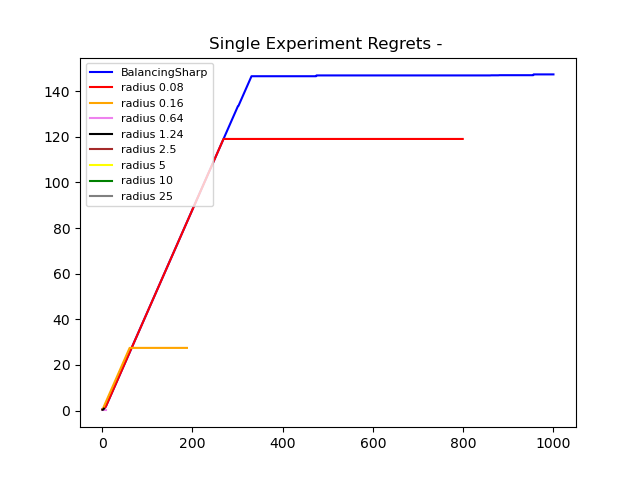 Single Experiment Regrets -
BalancingSharp
radius 0.08
radius 0.16
radius 0.64
radius 1.24
radius 2.5
radius 5
radius 10
radius 25
140
120
100
80
60
40
20
0
0 200 400 600 800 1000